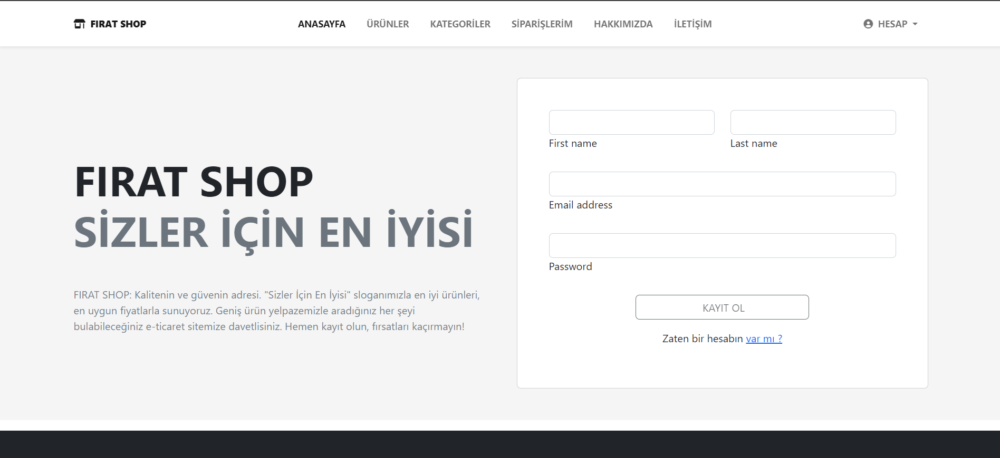 FIRAT SHOP
ANASAYFA
ÜRÜNLER
KATEGORİLER
SİPARİŞLERİM
HAKKIMIZDA
İLETİŞİM
HESAP
FIRAT SHOP
SİZLER İÇİN EN İYİSİ
FIRAT SHOP: Kalitenin ve güvenin adresi. "Sizler İçin En İyisi" sloganımızla en iyi ürünleri,
en uygun fiyatlarla sunuyoruz. Geniş ürün yelpazemizle aradığınız her şeyi
bulabileceğiniz e-ticaret sitemize davetlisiniz. Hemen kayıt olun, fırsatları kaçırmayın!
First name
Last name
Email address
Password
KAYIT OL
Zaten bir hesabın var mı ?